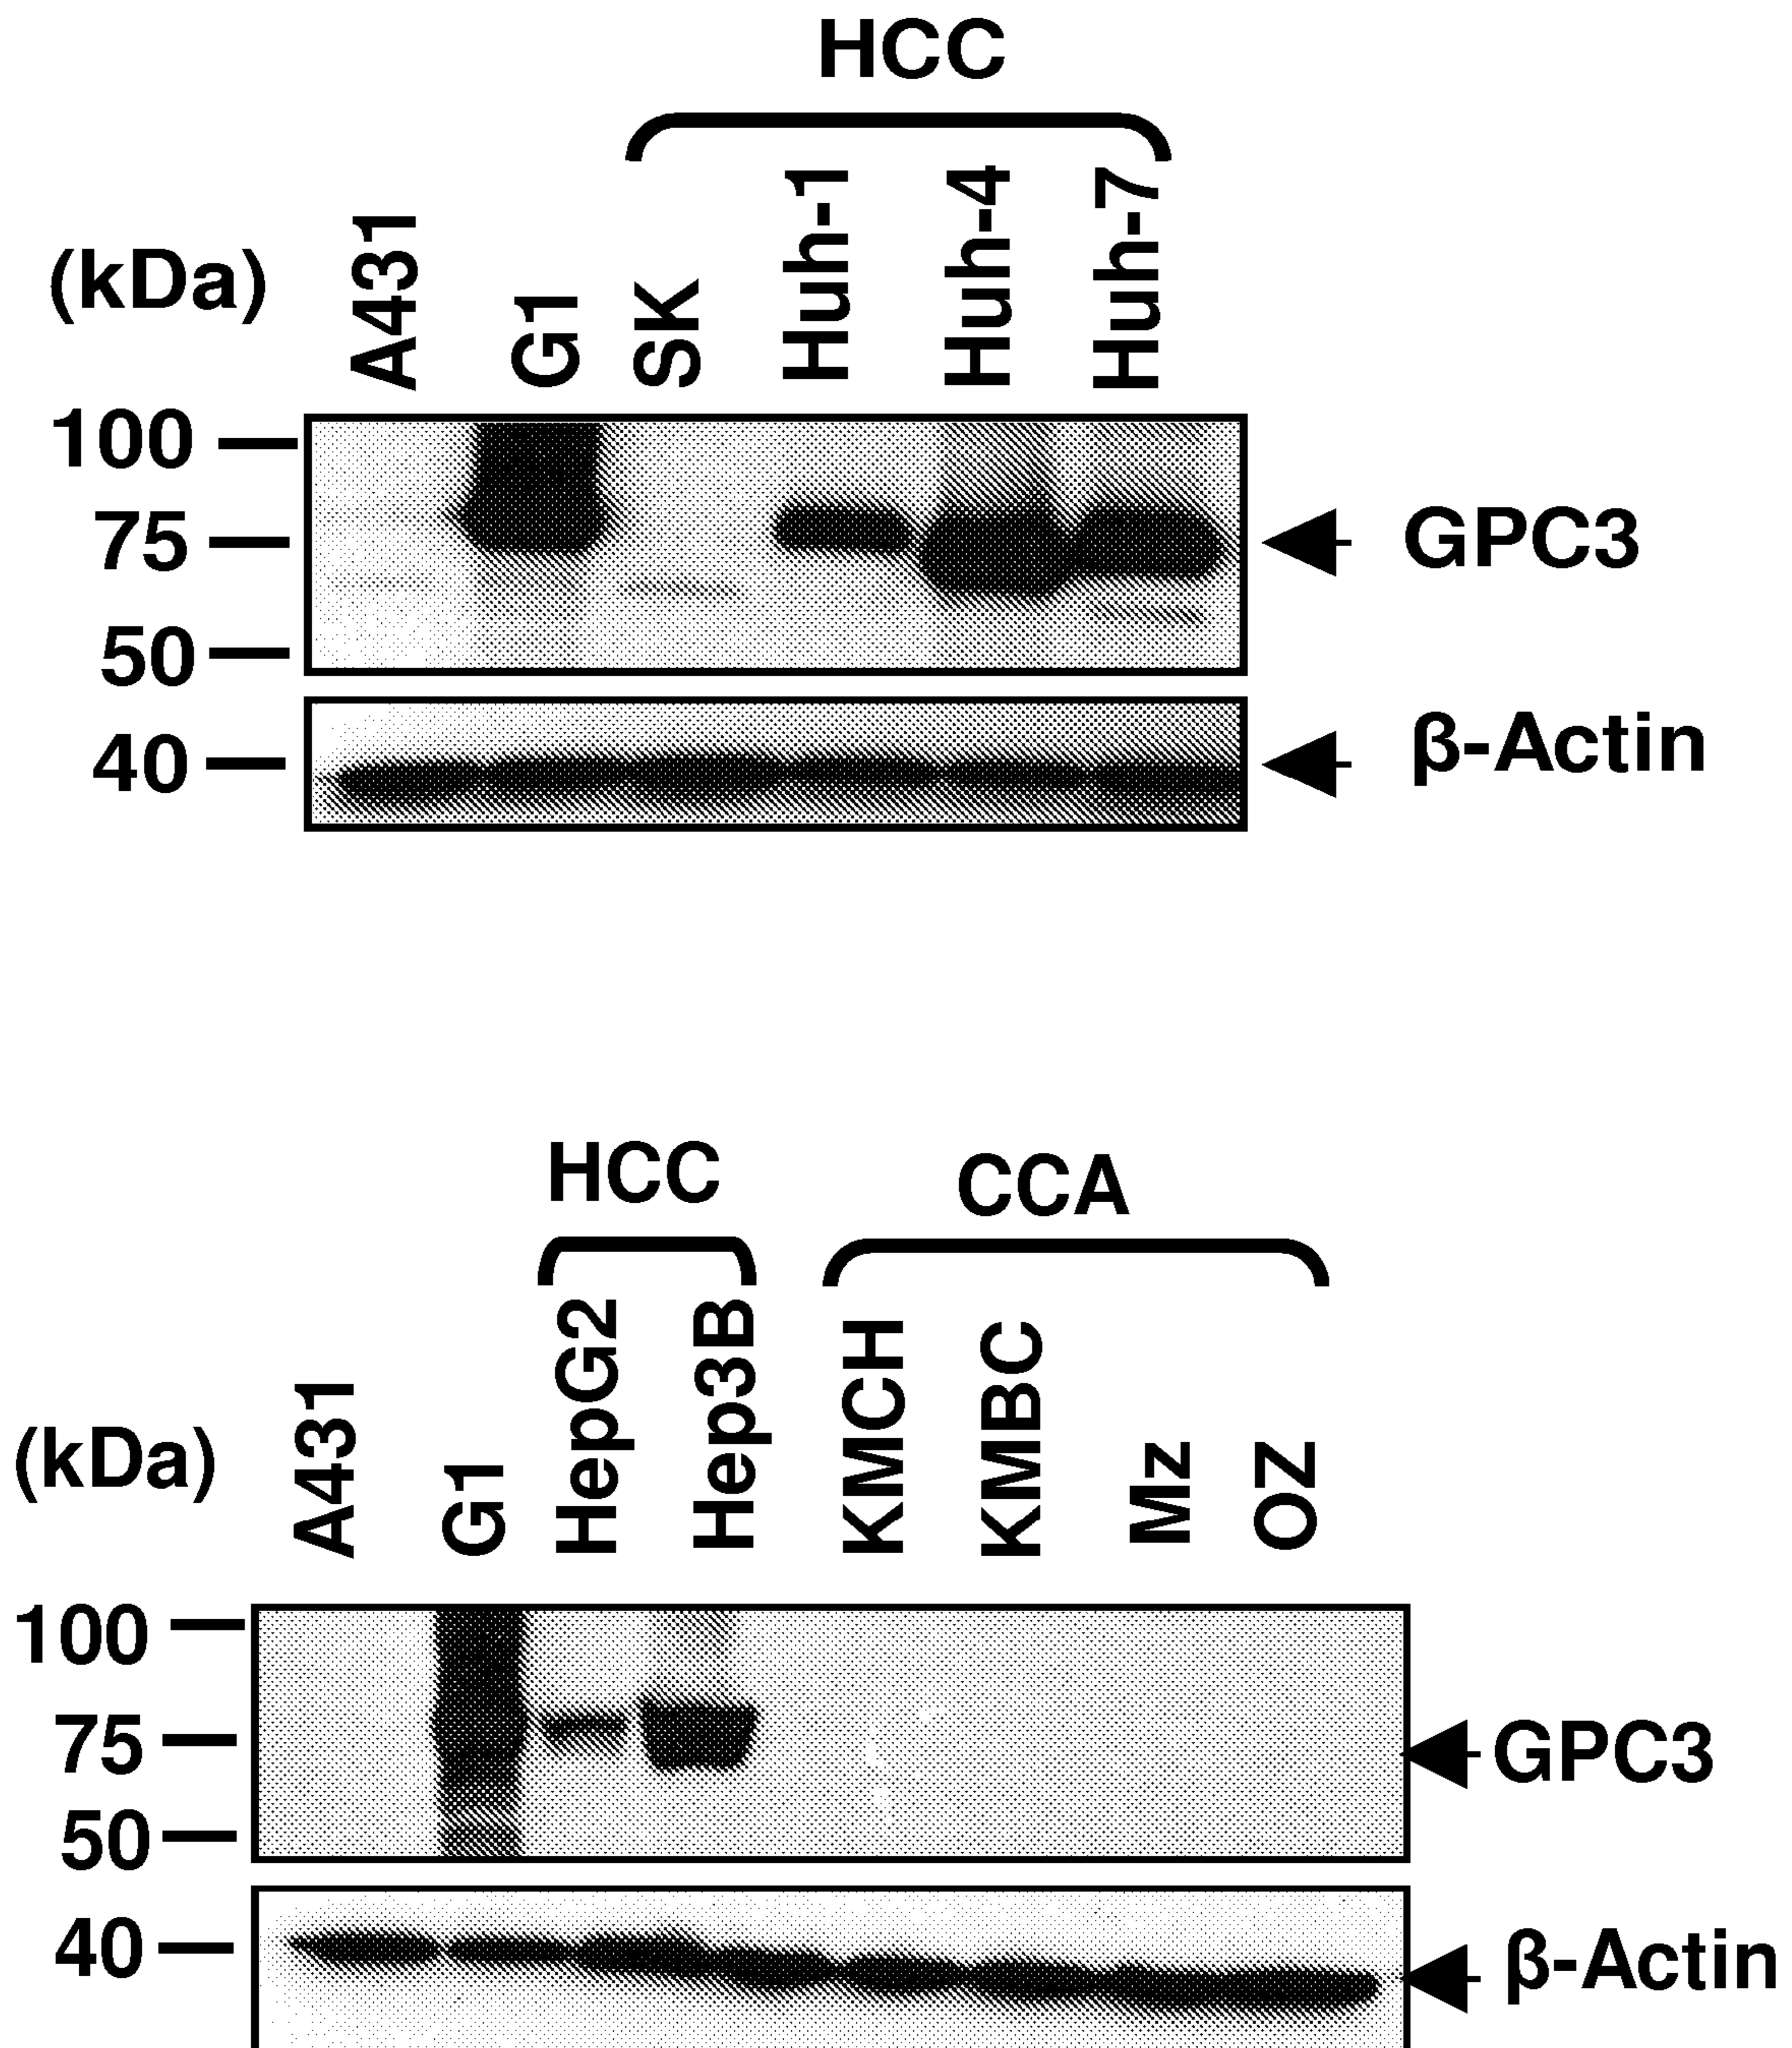 HCC
(kDa) A431 G1 SK Huh-1 Huh-4 Huh-7
100
75 GPC3
50
40 β-Actin
HCC CCA
(kDa) A431 G1 HepG2 Hep3B KMCH KMBC Mz OZ
100
75 GPC3
50
40 β-Actin